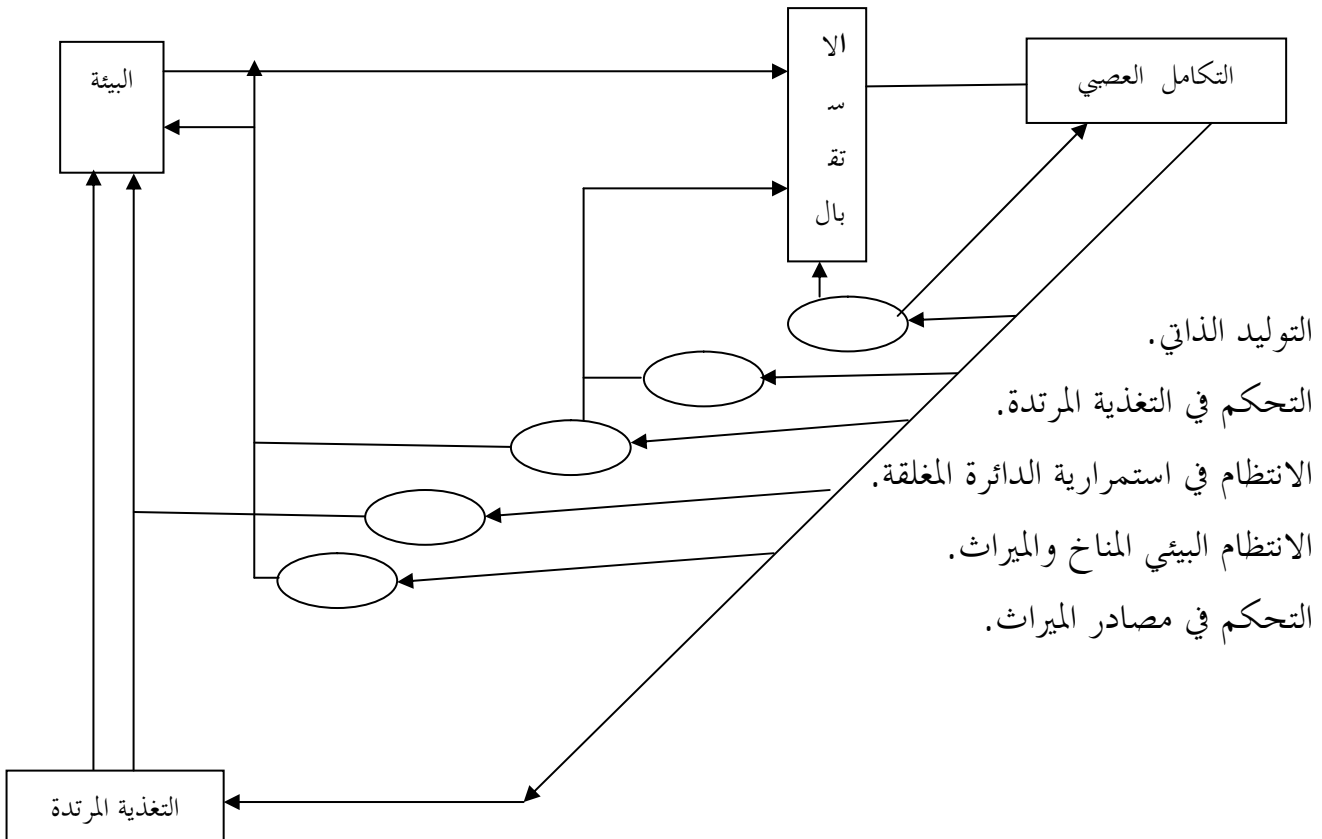 البيئة
الا
س
تق
بال
التكامل العصبي
التوليد الذاتي.
التحكم في التغذية المرتدة.
الانتظام في استمرارية الدائرة المغلقة.
الانتظام البيئي المناخ والميراث.
التحكم في مصادر الميراث.
التغذية المرتدة